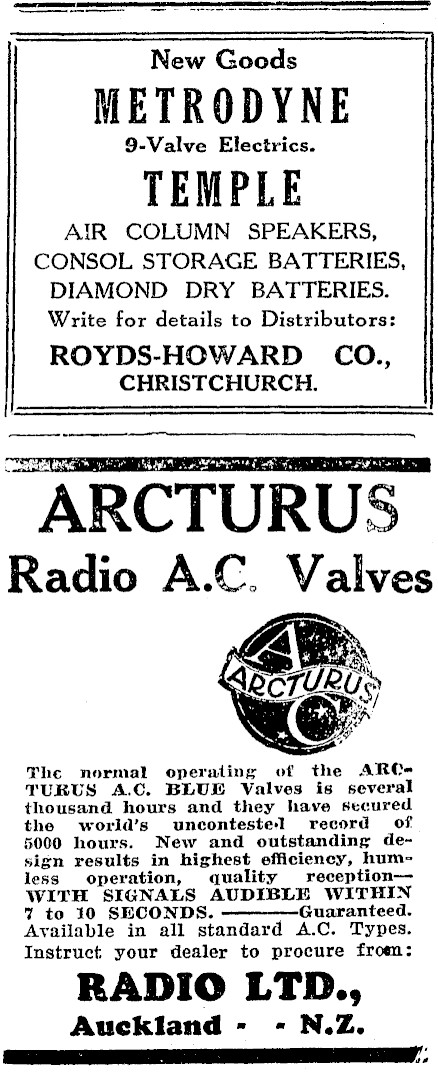 New Goods
METRODYNE
9-Valve Electrics.
TEMPLE
AIR COLUMN SPEAKERS,
CONSOL STORAGE BATTERIES,
DIAMOND DRY BATTERIES.
Write for details to Distributors:
ROYDS-HOWARD CO.,
CHRISTCHURCH.
ARCTURUS
Radio A.C. Valves
A
ARCTURUS
C
The normal operating of the ARC-
TURUS A.C. BLUE Valves is several
thousand hours and they have secured
the world's uncontested record of
5000 hours. New and outstanding de-
sign results in highest efficiency, hum-
less operation, quality reception—
WITH SIGNALS AUDIBLE WITHIN
7 to 10 SECONDS. ———Guaranteed.
Available in all standard A.C. Types.
Instruct your dealer to procure from:
RADIO LTD.,
Auckland - - N.Z.